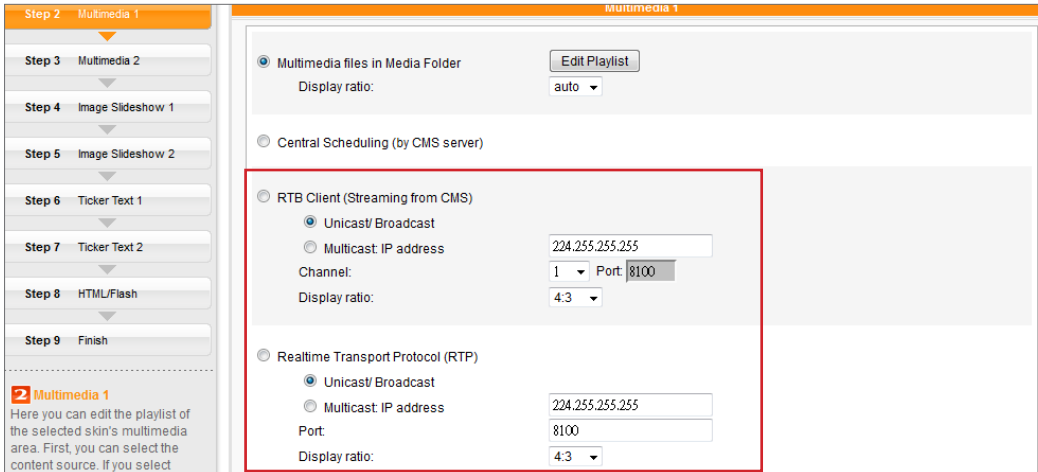 Step 2 Multimedia 1
Step 3 Multimedia 2
Step 4 Image Slideshow 1
Step 5 Image Slideshow 2
Step 6 Ticker Text 1
Step 7 Ticker Text 2
Step 8 HTML/Flash
Step 9 Finish
2 Multimedia 1
Here you can edit the playlist of
the selected skin's multimedia
area. First, you can select the
content source. If you select
Multimedia 1
Multimedia files in Media Folder Edit Playlist
Display ratio: auto
Central Scheduling (by CMS server)
RTB Client (Streaming from CMS)
Unicast/ Broadcast
Multicast: IP address 224.255.255.255
Channel: 1 Port: 8100
Display ratio: 4:3
Realtime Transport Protocol (RTP)
Unicast/ Broadcast
Multicast: IP address 224.255.255.255
Port: 8100
Display ratio: 4:3